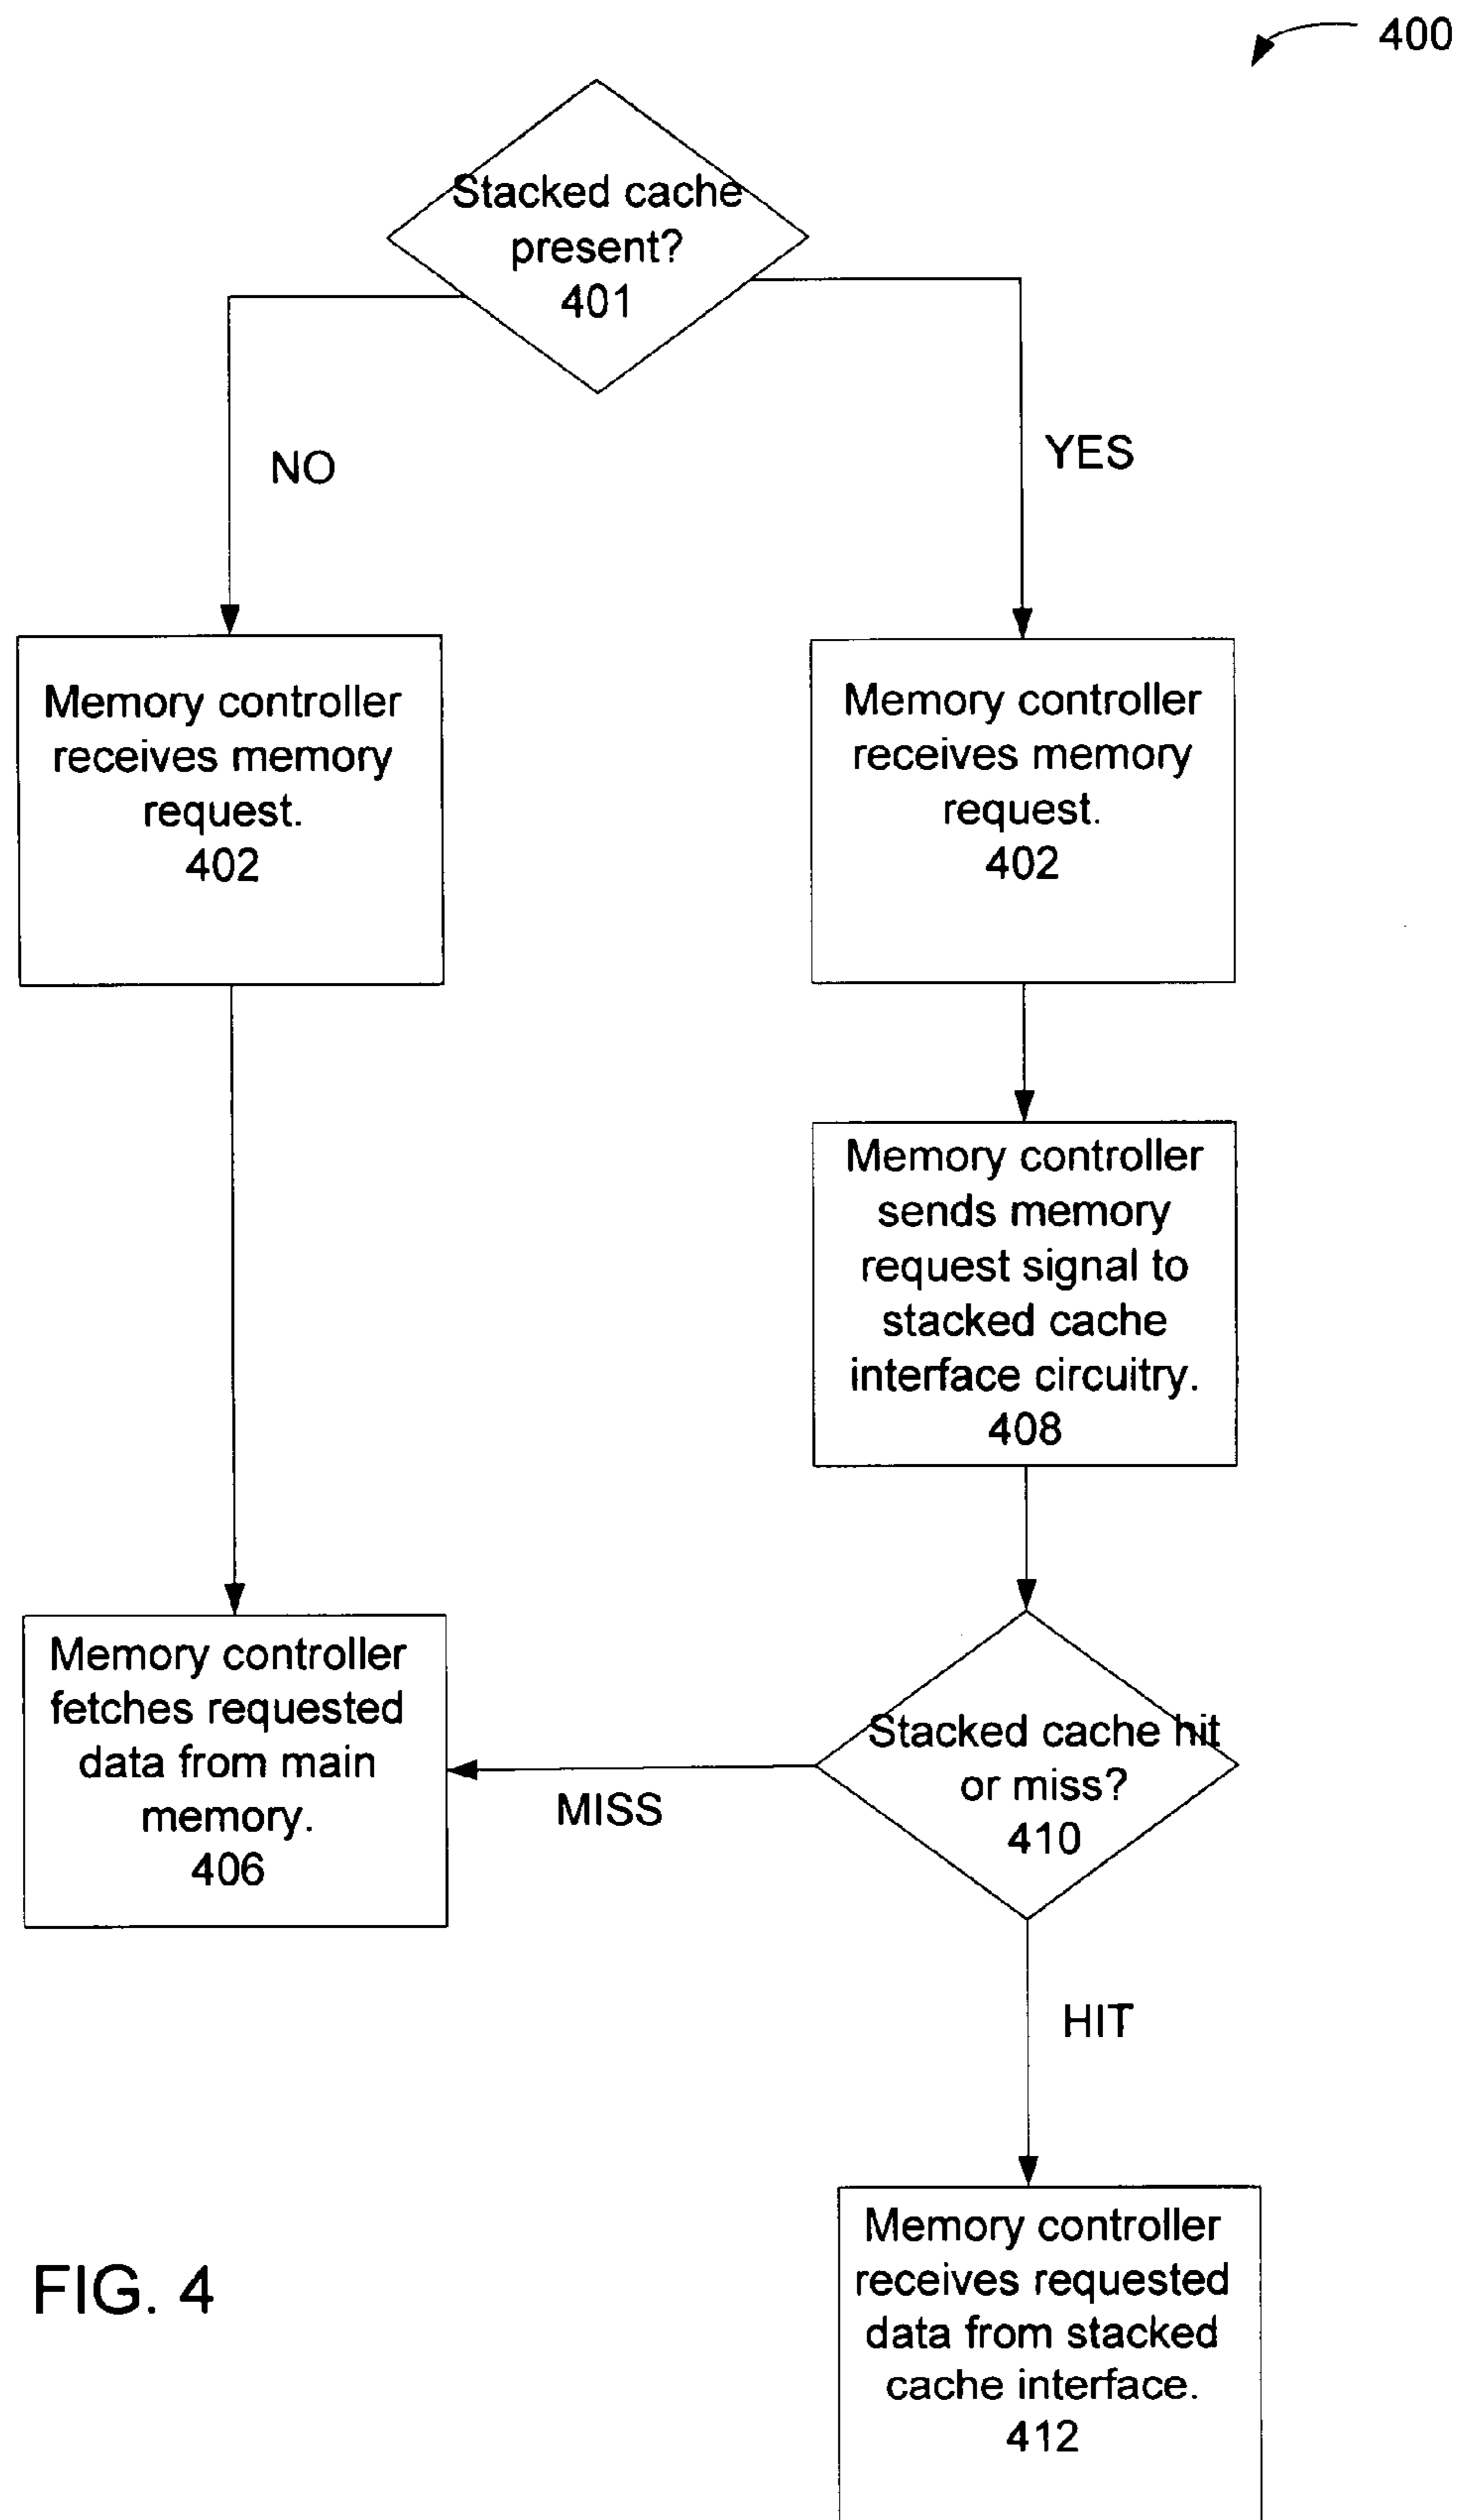 400
Stacked cache
present?
401
NO
YES
Memory controller
receives memory
request.
402
Memory controller
receives memory
request.
402
Memory controller
sends memory
request signal to
stacked cache
interface circuitry.
408
Memory controller
fetches requested
data from main
memory.
406
MISS
Stacked cache hit
or miss?
410
HIT
Memory controller
receives requested
data from stacked
cache interface.
412
FIG. 4